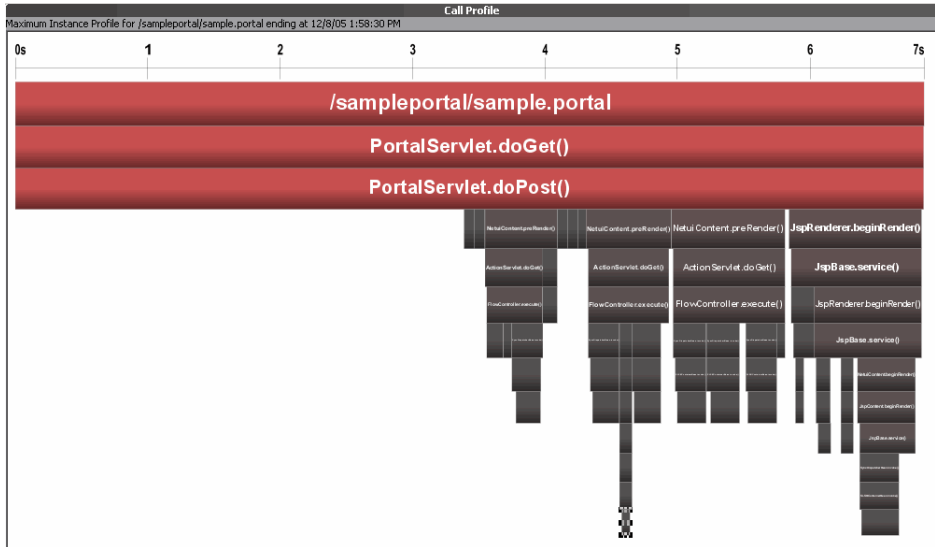 Call Profile
Maximum Instance Profile for /sampleportal/sample.portal ending at 12/8/05 1:58:30 PM
0s 1 2 3 4 5 6 7s
/sampleportal/sample.portal
PortalServlet.doGet()
PortalServlet.doPost()
NetuiContent.preRender() NetuiContent.preRender() NetuiContent.preRender() JspRenderer.beginRender()
ActionServlet.doGet() ActionServlet.doGet() ActionServlet.doGet() JspBase.service()
FlowController.execute() FlowController.execute() FlowController.execute() JspRenderer.beginRender()
JspBase.service()
NetuiContent.beginRender()
JspContent.beginRender()
JspBase.service()